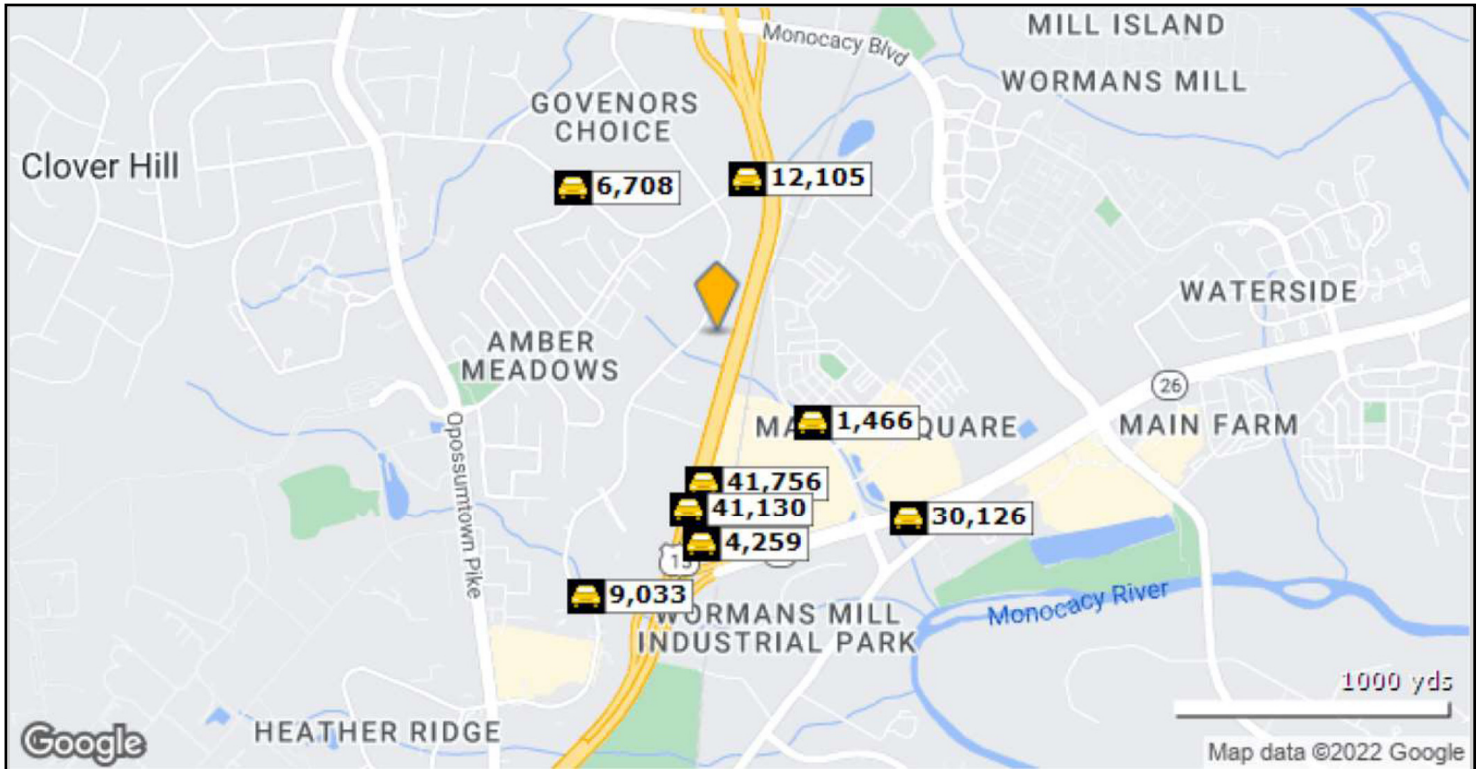 MILL ISLAND
Monocacy Blvd
WORMANS MILL
GOVENORS
CHOICE
Clover Hill
6,708
12,105
WATERSIDE
AMBER
MEADOWS
26
1,466
QUARE
MAIN FARM
Opossumtown Pike
41,756
41,130
30,126
4,259
15
9,033
Monocacy River
WORMANS MILL
INDUSTRIAL PARK
1000 yds
HEATHER RIDGE
Google
Map data ©2022 Google